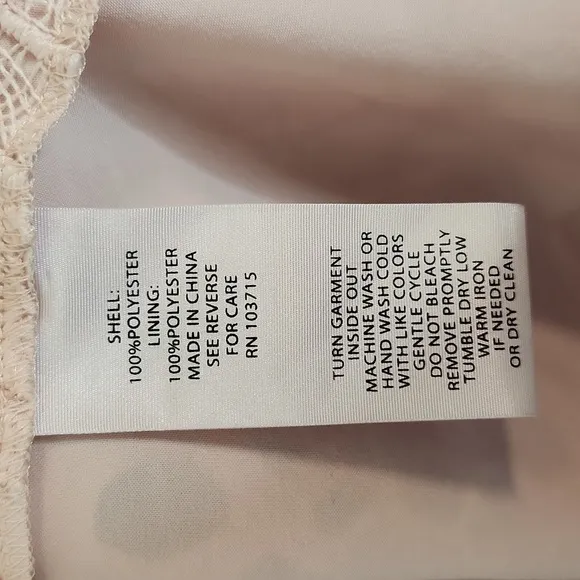 SHELL:
100%POLYESTER
LINING:
100%POLYESTER
MADE IN CHINA
SEE REVERSE
FOR CARE
RN 103715
TURN GARMENT
INSIDE OUT
MACHINE WASH OR
HAND WASH COLD
WITH LIKE COLORS
GENTLE CYCLE
DO NOT BLEACH
REMOVE PROMPTLY
TUMBLE DRY LOW
WARM IRON
IF NEEDED
OR DRY CLEAN